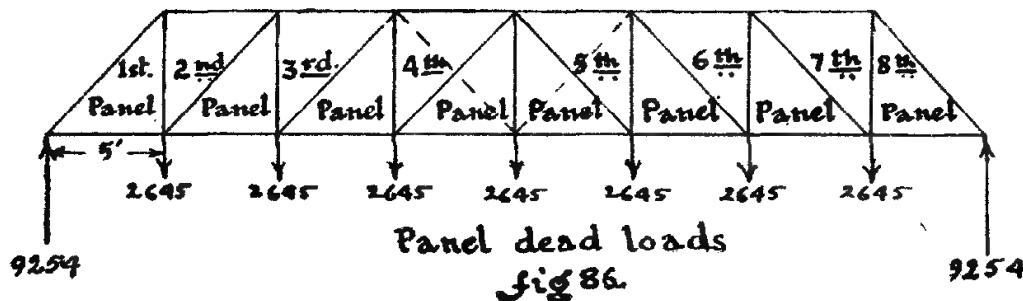 1st. 2nd 3rd. 4th 5th 6th 7th 8th
Panel Panel Panel Panel Panel Panel Panel Panel
5'
2645 2645 2645 2645 2645 2645 2645
Panel dead loads
9254 9254
fig 86.